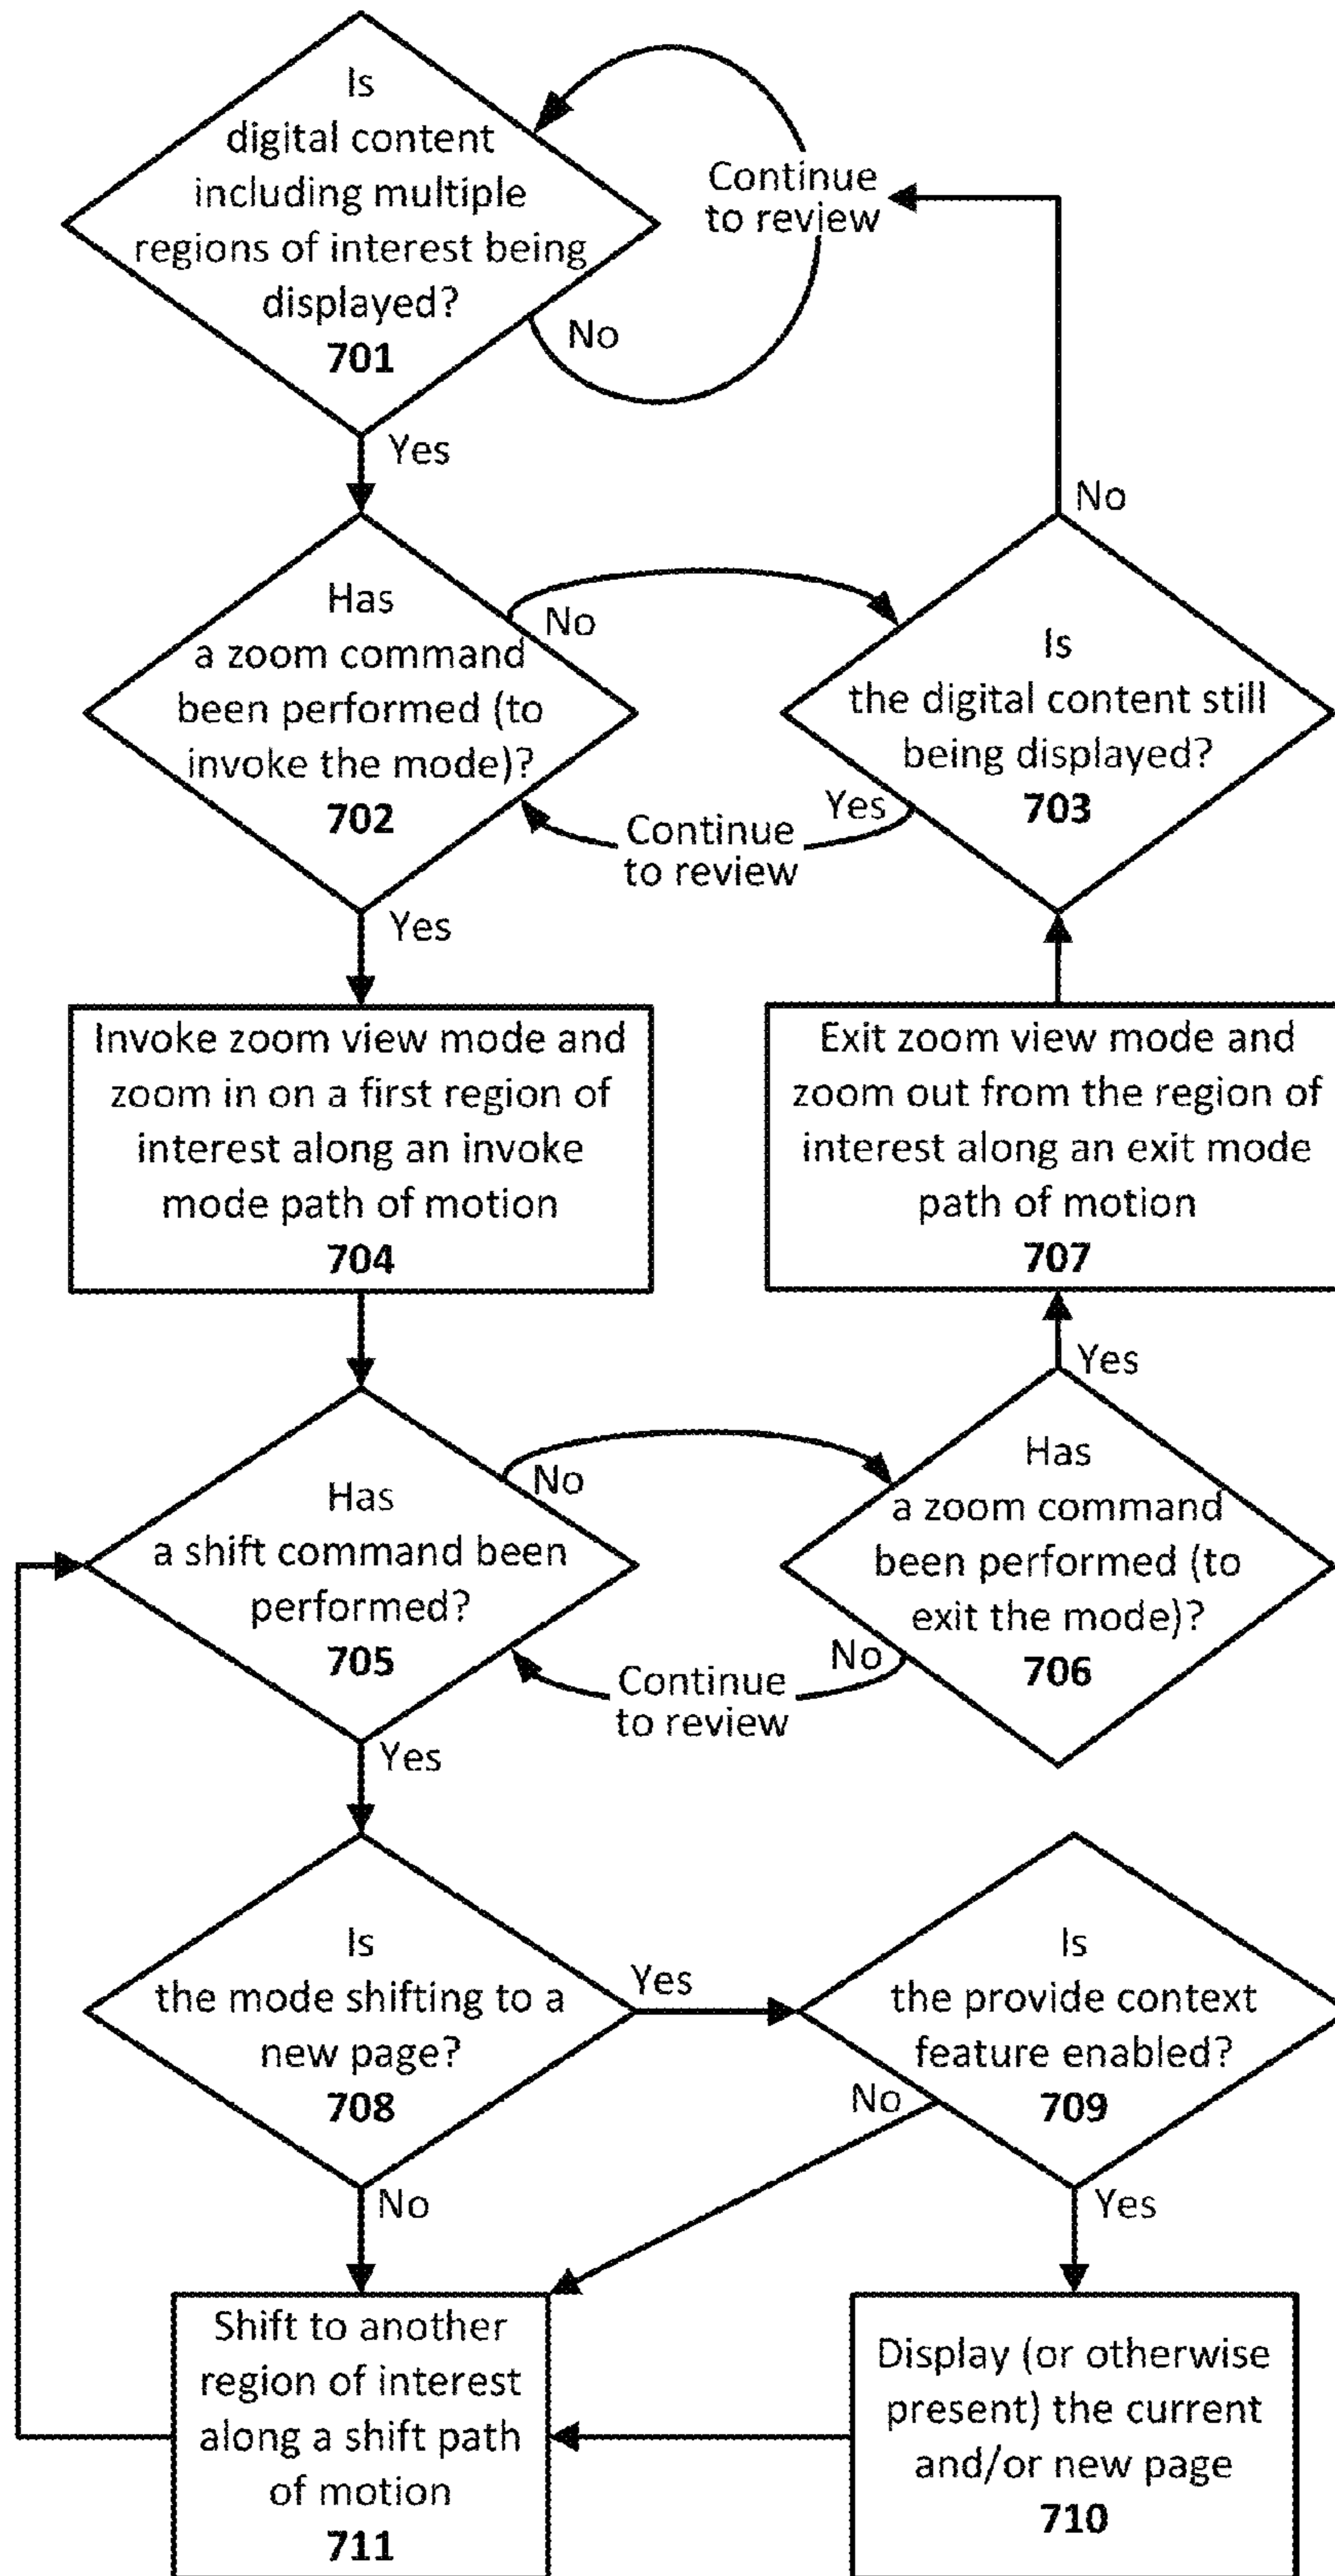 Is
digital content
including multiple
regions of interest being
displayed?
701
Continue
to review
No
Yes
No
Has
a zoom command
been performed (to
invoke the mode)?
702
No
Is
the digital content still
being displayed?
703
Yes
Continue
to review
Yes
Invoke zoom view mode and
zoom in on a first region of
interest along an invoke
mode path of motion
704
Exit zoom view mode and
zoom out from the region of
interest along an exit mode
path of motion
707
Yes
Has
a shift command been
performed?
705
No
Has
a zoom command
been performed (to
exit the mode)?
706
No
Continue
to review
Yes
Is
the mode shifting to a
new page?
708
Yes
Is
the provide context
feature enabled?
709
No
No
Yes
Shift to another
region of interest
along a shift path
of motion
711
Display (or otherwise
present) the current
and/or new page
710